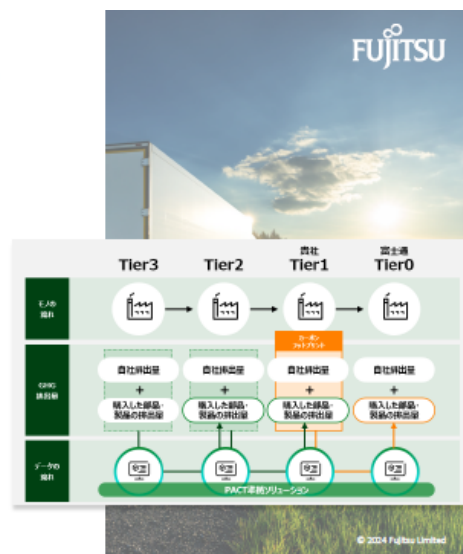 FUJITSU
貴社
富士通
Tier3
Tier2
Tier1
Tier0
モノの
流れ
カーボン
フットプリント
GHG
排出量
自社排出量
自社排出量
自社排出量
自社排出量
+
+
+
+
購入した部品・
製品の排出量
購入した部品・
製品の排出量
購入した部品・
製品の排出量
購入した部品・
製品の排出量
データの
流れ
PACT準拠ソリューション
© 2024 Fujitsu Limited